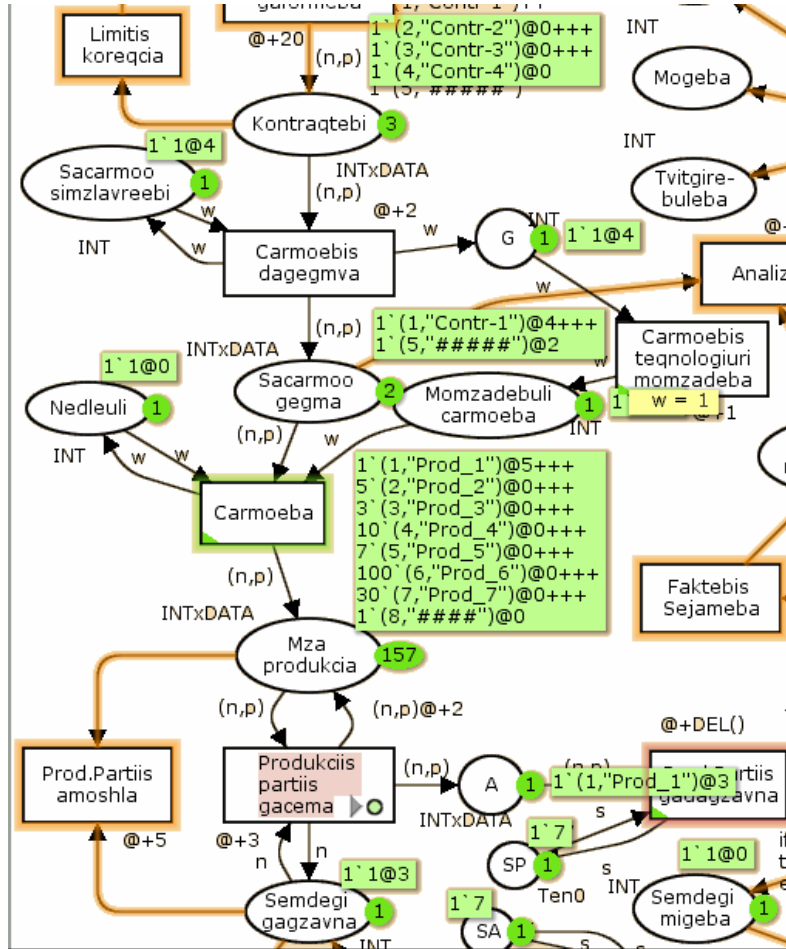 Limitis
koreqcia
@+20
(n,p)
1`(2,"Contr-2")@0+++
1`(3,"Contr-3")@0+++
1`(4,"Contr-4")@0
INT
Mogeba
Kontraqtebi
3
1`1@4
Sacarmoo
simzlavreebi
1
INTxDATA
(n,p)
@+2
INT
Tvitgire-
buleba
w
w
INT
Carmoebis
dagegmva
w
G
INT
1
1`1@4
w
Analiz
(n,p)
INTxDATA
1`(1,"Contr-1")@4+++
1`(5,"#####")@2
Carmoebis
teqnologiuri
momzadeba
w
1`1@0
Nedleuli
1
INT
Sacarmoo
gegma
2
Momzadebuli
carmoeba
1
INT
1`
w = 1
(n,p)
w
w
w
Carmoeba
1`(1,"Prod_1")@5+++
5`(2,"Prod_2")@0+++
3`(3,"Prod_3")@0+++
10`(4,"Prod_4")@0+++
7`(5,"Prod_5")@0+++
100`(6,"Prod_6")@0+++
30`(7,"Prod_7")@0+++
1`(8,"####")@0
(n,p)
INTxDATA
Faktebis
Sejameba
Mza
produkcia
157
(n,p)
(n,p)@+2
@+DEL()
Prod.Partiis
amoshla
Produkciis
partiis
gacema
(n,p)
A
1
1`(1,"Prod_1")@3
gadagzavna
INTxDATA
@+5
@+3
n
n
1`7
SP
1
s
s
Ten0
INT
1`1@0
1`1@3
Semdegi
gagzavna
1
INT
1`7
SA
1
s
s
Semdegi
migeba
1